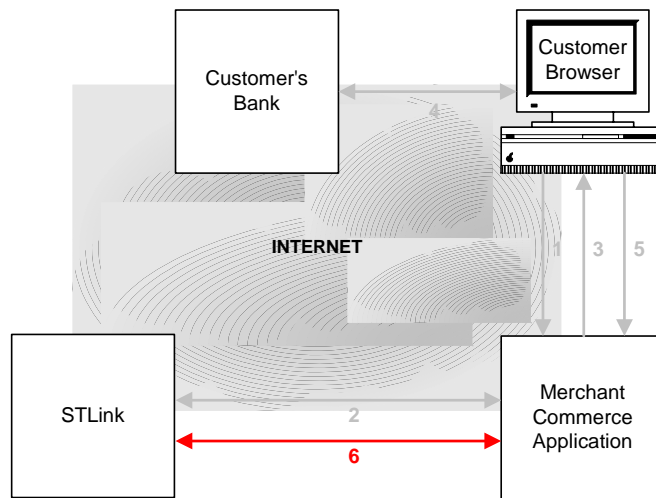 Customer's
Bank
Customer
Browser
4
INTERNET
1
3
5
STLink
2
6
Merchant
Commerce
Application